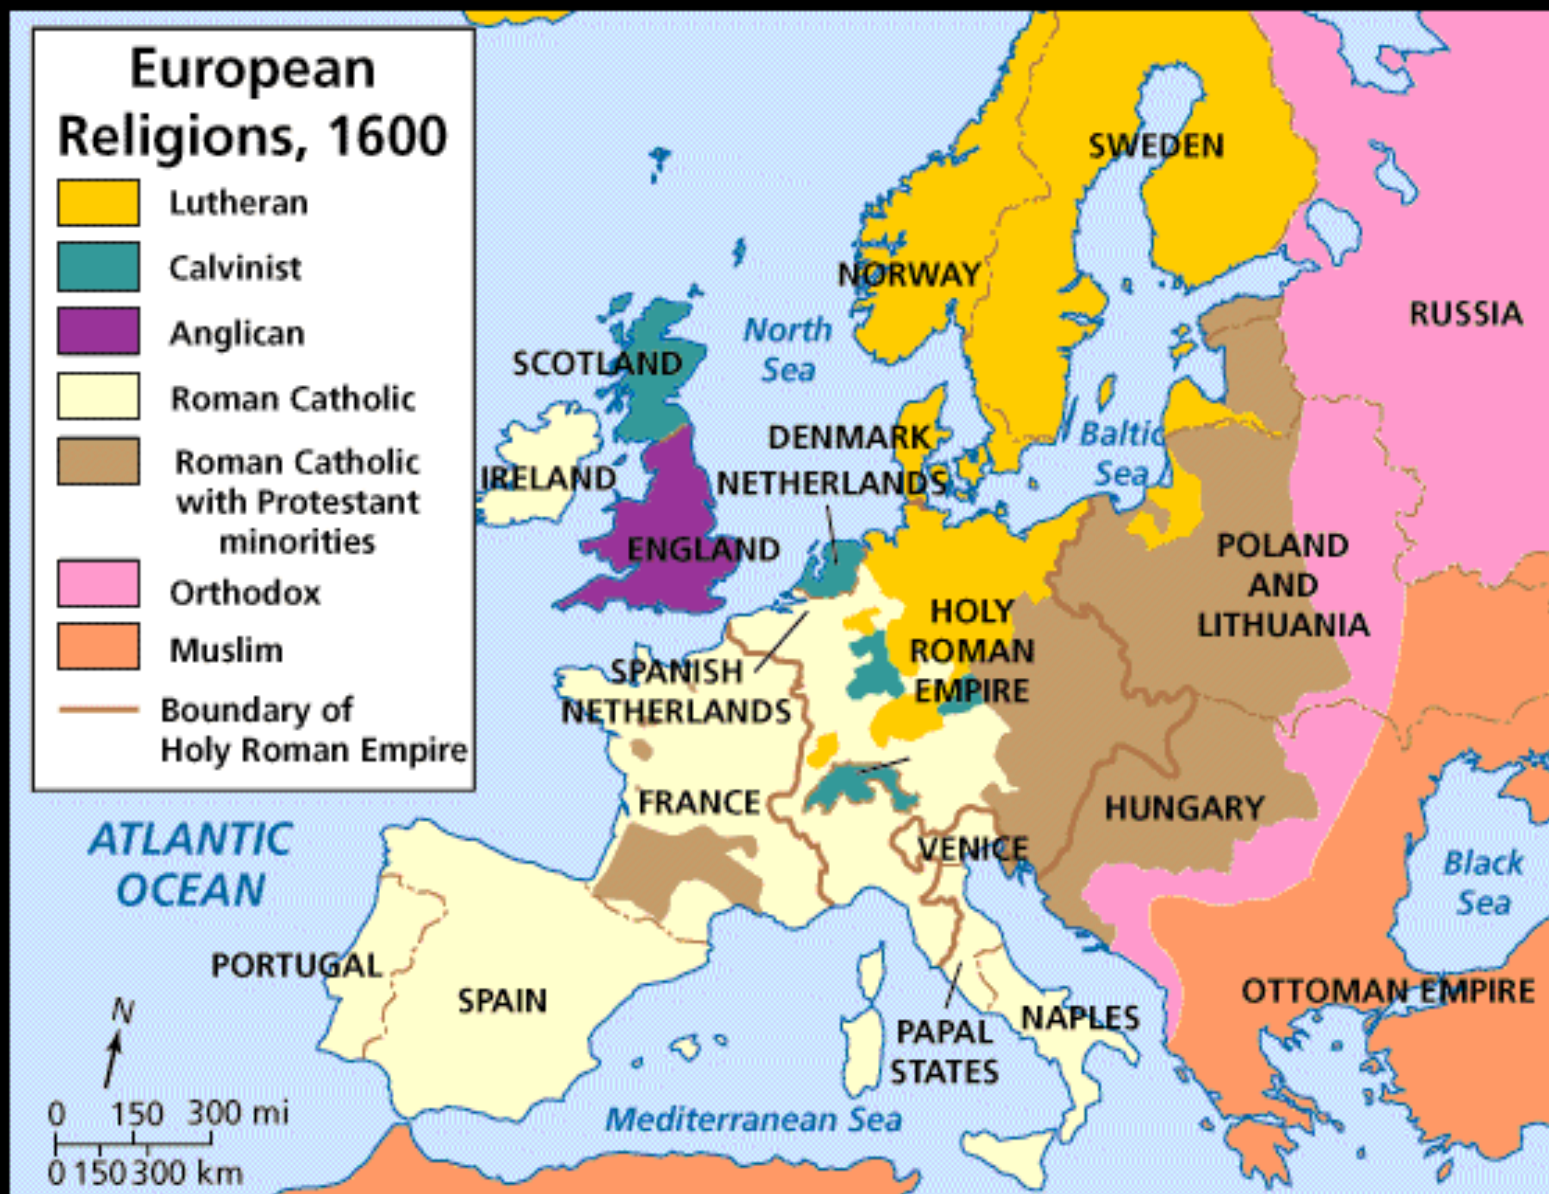 European
Religions, 1600
Lutheran
Calvinist
Anglican
Roman Catholic
Roman Catholic
with Protestant
minorities
Orthodox
Muslim
Boundary of
Holy Roman Empire
SWEDEN
NORWAY
RUSSIA
North
Sea
SCOTLAND
DENMARK
Baltic
Sea
IRELAND
NETHERLANDS
ENGLAND
POLAND
AND
LITHUANIA
HOLY
ROMAN
EMPIRE
SPANISH
NETHERLANDS
FRANCE
HUNGARY
VENICE
ATLANTIC
OCEAN
Black
Sea
PORTUGAL
SPAIN
OTTOMAN EMPIRE
PAPAL
STATES
NAPLES
Mediterranean Sea
N
0 150 300 mi
0 150 300 km